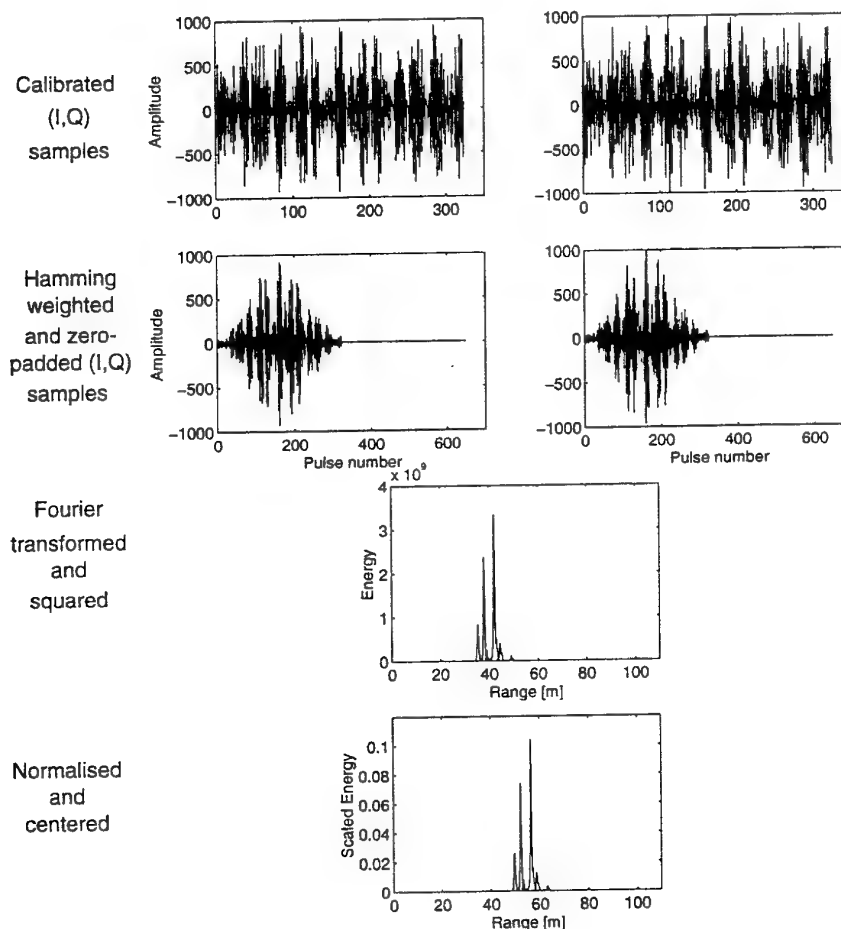 Calibrated
(I,Q)
samples
Amplitude
1000
500
0
−500
−1000
0
100
200
300
1000
500
0
−500
−1000
0
100
200
300
Hamming
weighted
and zero-
padded (I,Q)
samples
Amplitude
1000
500
0
−500
−1000
0
200
400
600
Pulse number
1000
500
0
−500
−1000
0
200
400
600
Pulse number
Fourier
transformed
and
squared
x 10^9
Energy
4
3
2
1
0
0
20
40
60
80
100
Range [m]
Normalised
and
centered
Scaled Energy
0.1
0.08
0.06
0.04
0.02
0
0
20
40
60
80
100
Range [m]